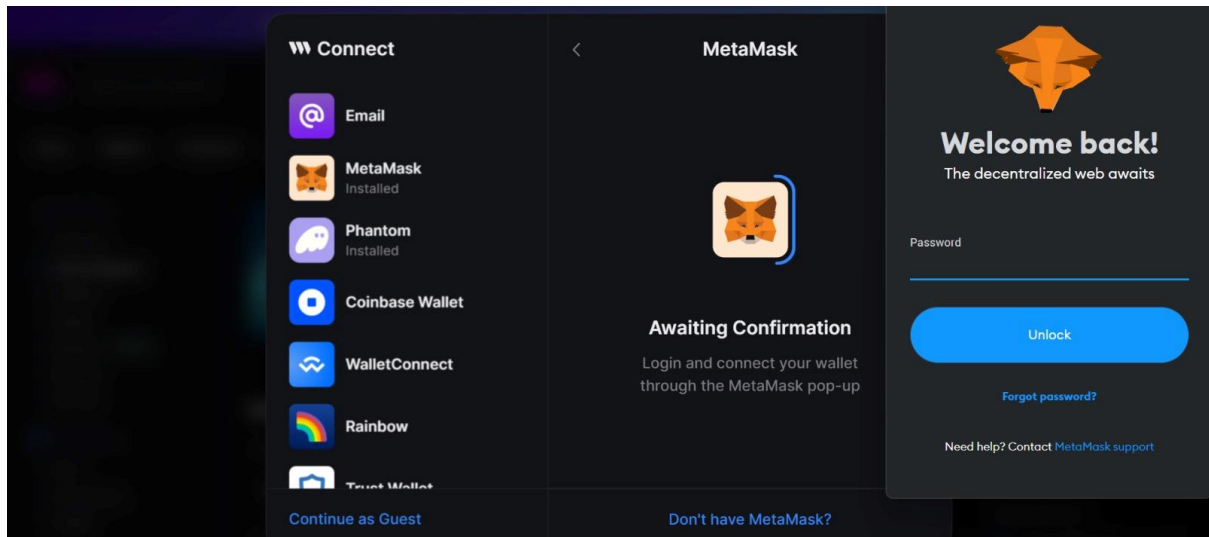 Connect
Email
MetaMask
Installed
Phantom
Installed
Coinbase Wallet
WalletConnect
Rainbow
Trust Wallet
Continue as Guest
MetaMask
Awaiting Confirmation
Login and connect your wallet
through the MetaMask pop-up
Don't have MetaMask?
Welcome back!
The decentralized web awaits
Password
Unlock
Forgot password?
Need help? Contact MetaMask support